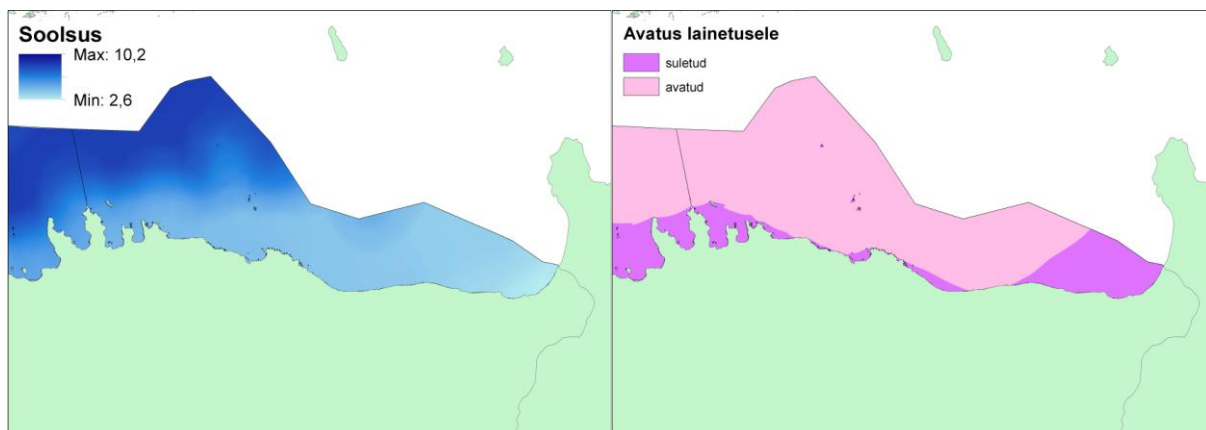 Soolsus
Max: 10,2
Min: 2,6
Avatus lainetusele
suletud
avatud